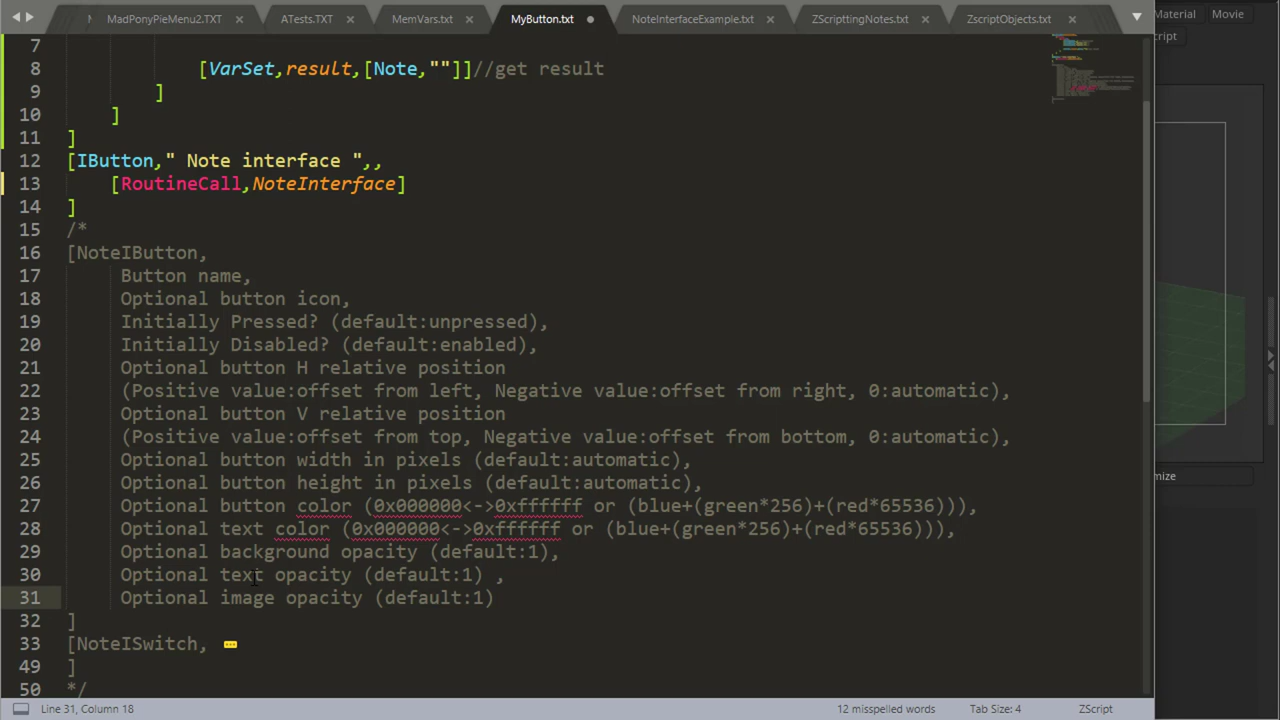 MadPonyPieMenu2.TXT × ATests.TXT × MemVars.txt × MyButton.txt NoteInterfaceExample.txt × ZScripttingNotes.txt × ZscriptObjects.txt × Material Movie
7
8 [VarSet,result,[Note,""]]//get result
9 ]
10 ]
11 ]
12 [IButton," Note interface ",,
13 [RoutineCall,NoteInterface]
14 ]
15 /*
16 [NoteIButton,
17 Button name,
18 Optional button icon,
19 Initially Pressed? (default:unpressed),
20 Initially Disabled? (default:enabled),
21 Optional button H relative position
22 (Positive value:offset from left, Negative value:offset from right, 0:automatic),
23 Optional button V relative position
24 (Positive value:offset from top, Negative value:offset from bottom, 0:automatic),
25 Optional button width in pixels (default:automatic),
26 Optional button height in pixels (default:automatic),
27 Optional button color (0x000000<->0xffffff or (blue+(green*256)+(red*65536))),
28 Optional text color (0x000000<->0xffffff or (blue+(green*256)+(red*65536))),
29 Optional background opacity (default:1),
30 Optional text opacity (default:1) ,
31 Optional image opacity (default:1)
32 ]
33 [NoteISwitch,
49 ]
50 */
Line 31, Column 18 12 misspelled words Tab Size: 4 ZScript